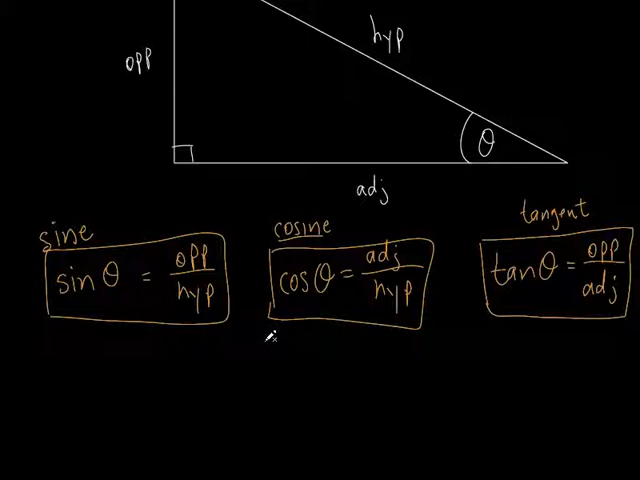 hyp
opp
θ
adj
sine
cosine
tangent
sin θ = opp/hyp
cos θ = adj/hyp
tan θ = opp/adj